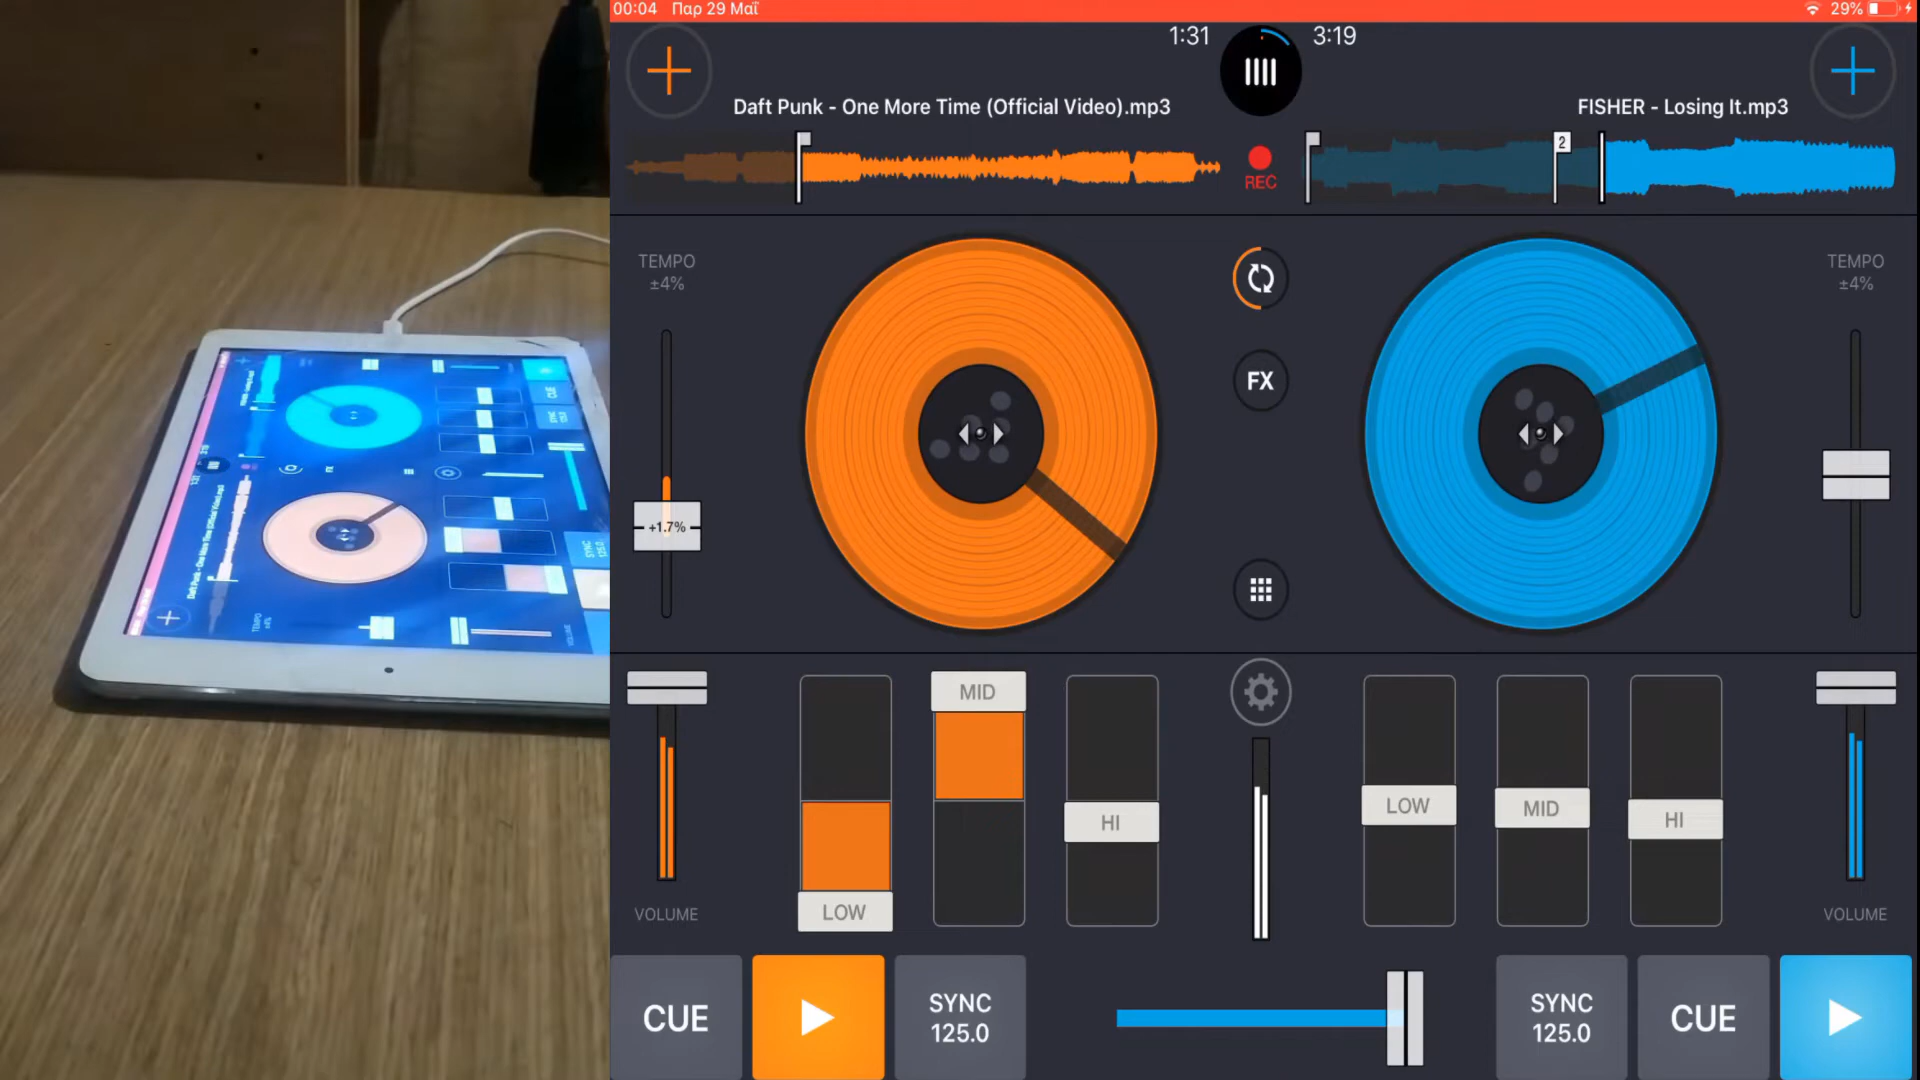 00:04 Παρ 29 Μαΐ
29%
1:31
3:19
Daft Punk - One More Time (Official Video).mp3
FISHER - Losing It.mp3
2
REC
TEMPO
±4%
TEMPO
±4%
FX
+1.7%
MID
LOW
MID
HI
HI
LOW
VOLUME
VOLUME
CUE
SYNC
125.0
SYNC
125.0
CUE